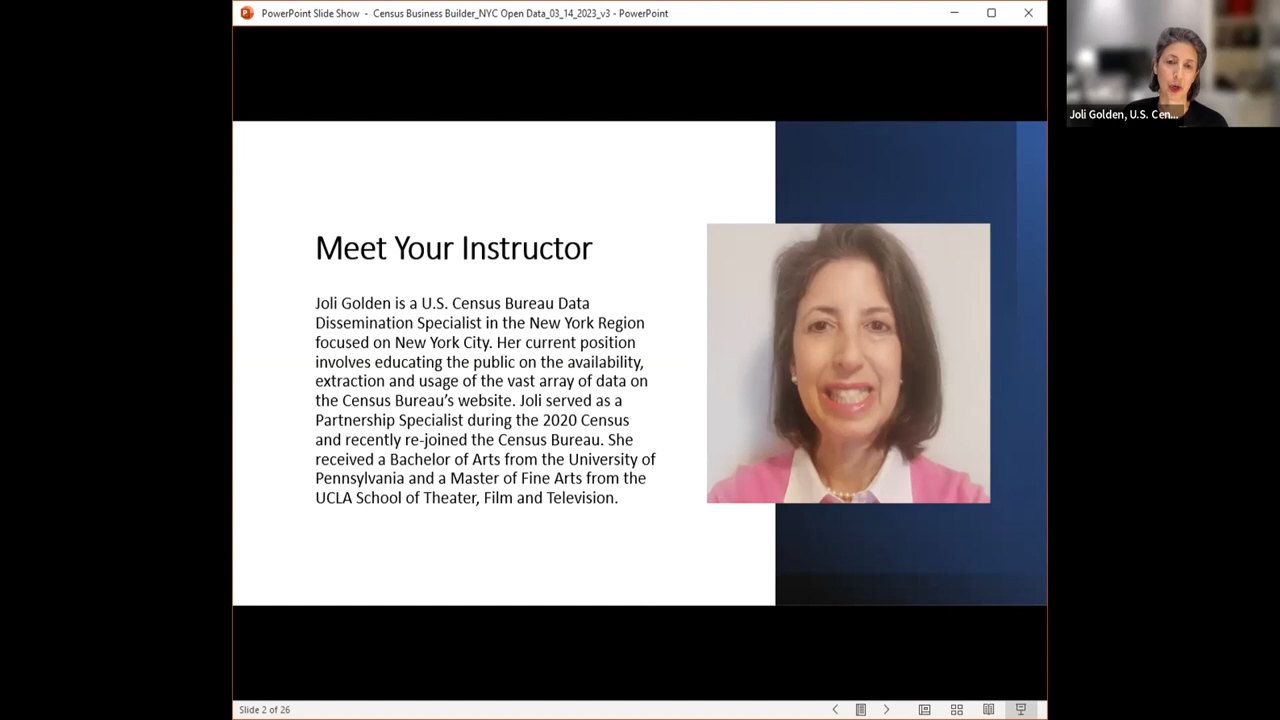 PowerPoint Slide Show - Census Business Builder_NYC Open Data_03_14_2023_v3 - PowerPoint
Joli Golden, U.S. Cen...
Meet Your Instructor
Joli Golden is a U.S. Census Bureau Data
Dissemination Specialist in the New York Region
focused on New York City. Her current position
involves educating the public on the availability,
extraction and usage of the vast array of data on
the Census Bureau’s website. Joli served as a
Partnership Specialist during the 2020 Census
and recently re-joined the Census Bureau. She
received a Bachelor of Arts from the University of
Pennsylvania and a Master of Fine Arts from the
UCLA School of Theater, Film and Television.
Slide 2 of 26